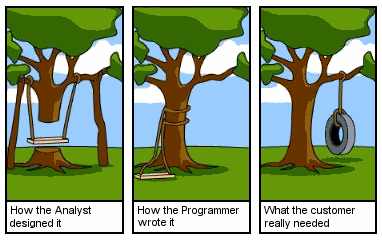 How the Analyst
designed it
How the Programmer
wrote it
What the customer
really needed